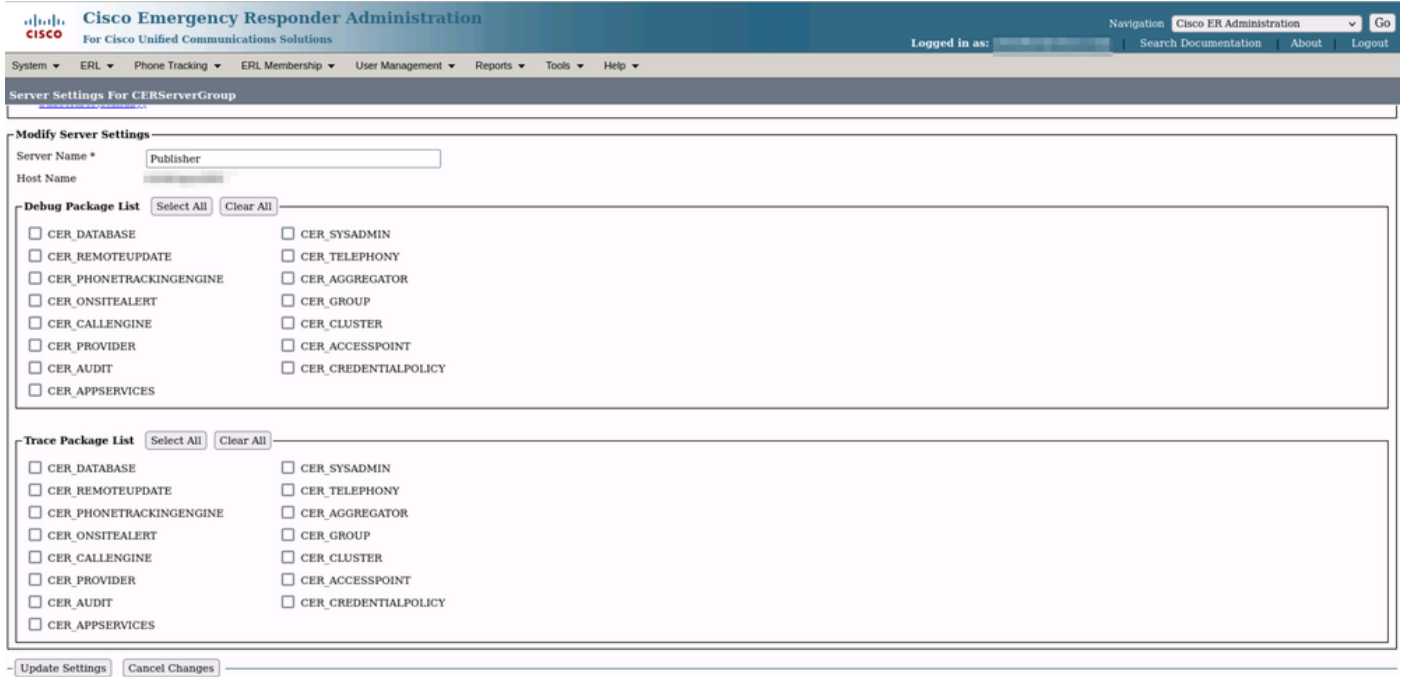 CISCO
Cisco Emergency Responder Administration
For Cisco Unified Communications Solutions
Navigation Cisco ER Administration Go
Logged in as: | Search Documentation | About | Logout
System ERL Phone Tracking ERL Membership User Management Reports Tools Help
Server Settings For CERServerGroup
Modify Server Settings
Server Name * Publisher
Host Name
Debug Package List Select All Clear All
CER_DATABASE CER_SYSADMIN
CER_REMOTEUPDATE CER_TELEPHONY
CER_PHONETRACKINGENGINE CER_AGGREGATOR
CER_ONSITEALERT CER_GROUP
CER_CALLENGINE CER_CLUSTER
CER_PROVIDER CER_ACCESSPOINT
CER_AUDIT CER_CREDENTIALPOLICY
CER_APPSERVICES
Trace Package List Select All Clear All
CER_DATABASE CER_SYSADMIN
CER_REMOTEUPDATE CER_TELEPHONY
CER_PHONETRACKINGENGINE CER_AGGREGATOR
CER_ONSITEALERT CER_GROUP
CER_CALLENGINE CER_CLUSTER
CER_PROVIDER CER_ACCESSPOINT
CER_AUDIT CER_CREDENTIALPOLICY
CER_APPSERVICES
Update Settings Cancel Changes